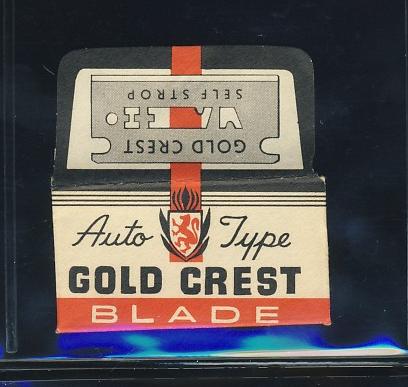 GOLD CREST
SELF STROP
Auto Type
GOLD CREST
BLADE